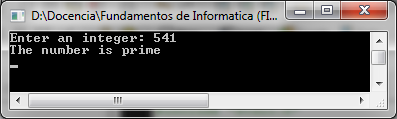 D:\Docencia\Fundamentos de Informatica (FI...
Enter an integer: 541
The number is prime